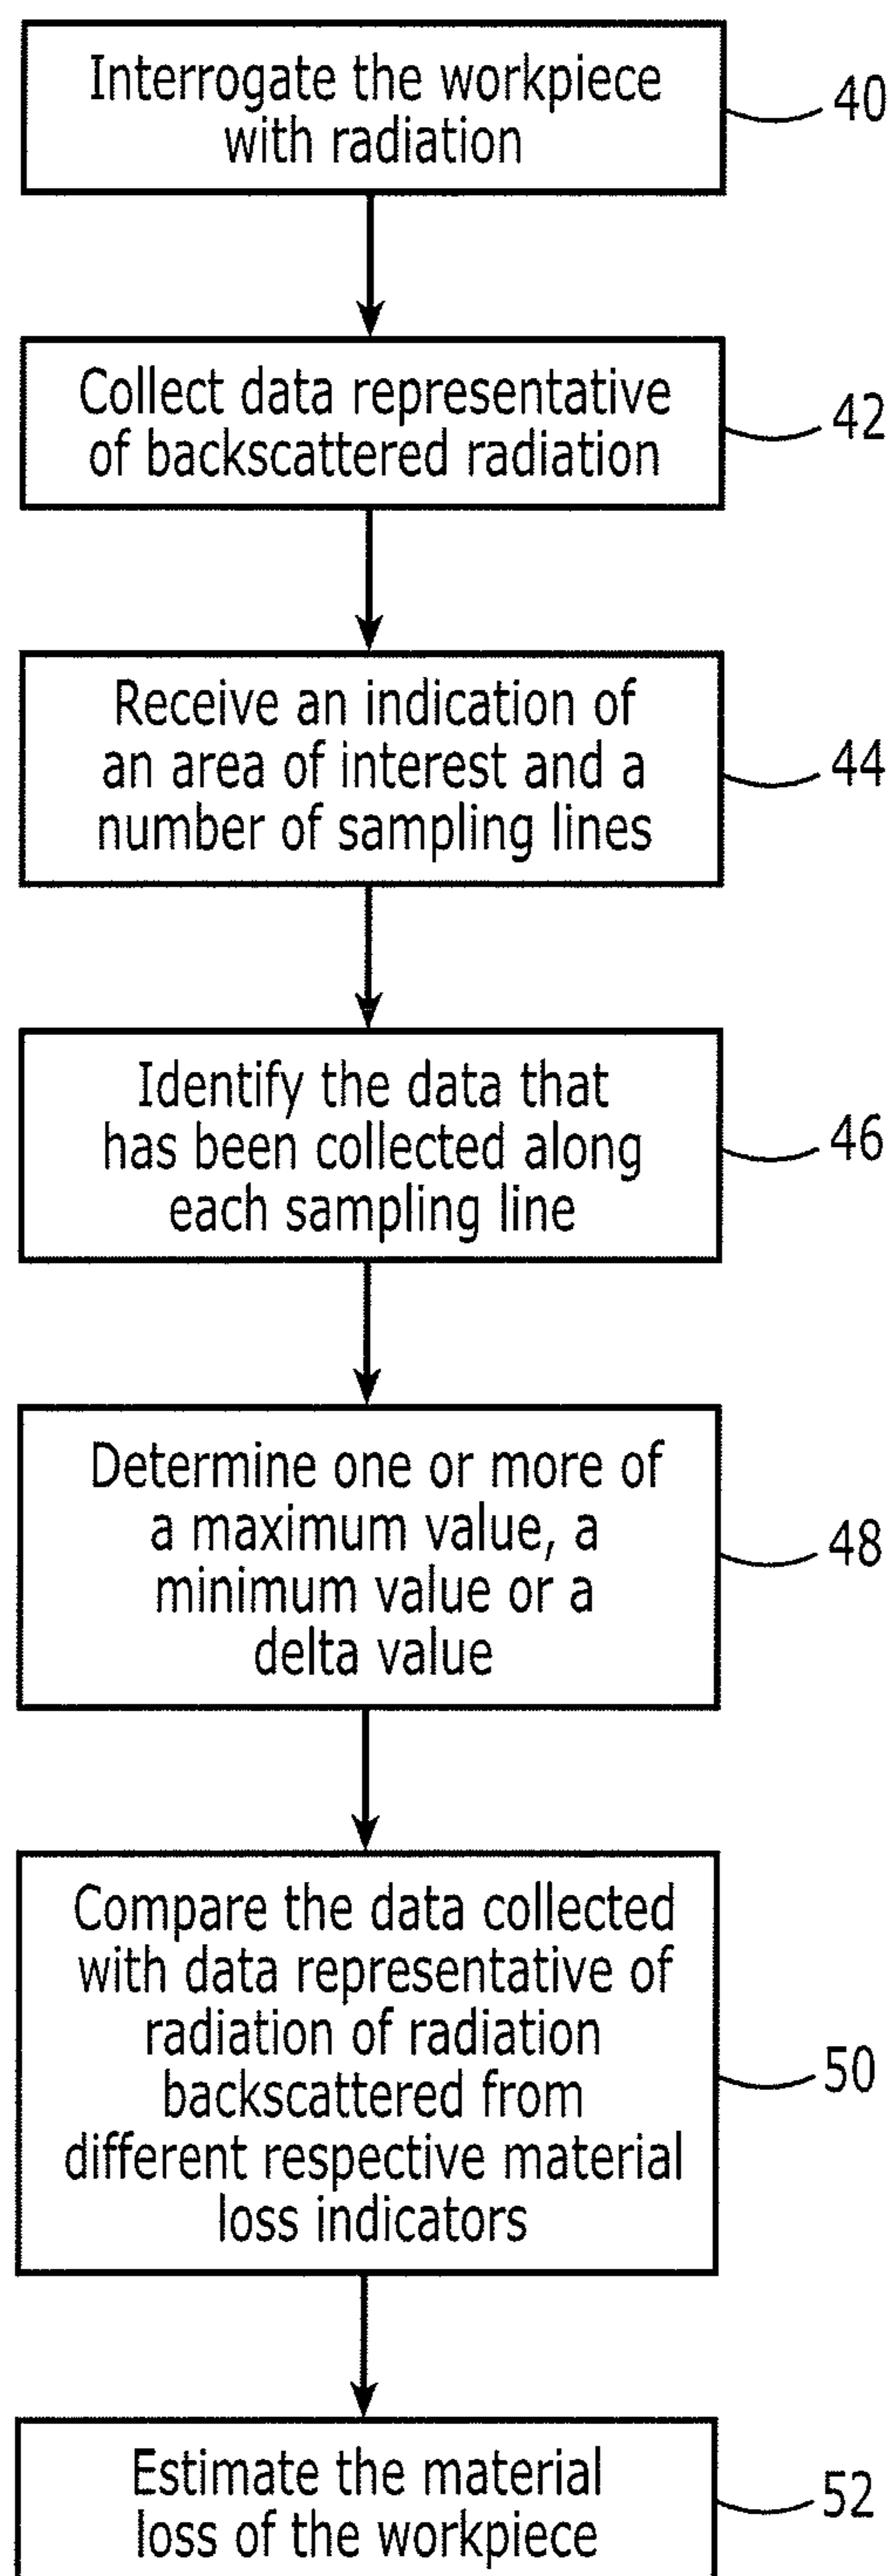 Interrogate the workpiece
with radiation
40
Collect data representative
of backscattered radiation
42
Receive an indication of
an area of interest and a
number of sampling lines
44
Identify the data that
has been collected along
each sampling line
46
Determine one or more of
a maximum value, a
minimum value or a
delta value
48
Compare the data collected
with data representative of
radiation of radiation
backscattered from
different respective material
loss indicators
50
Estimate the material
loss of the workpiece
52